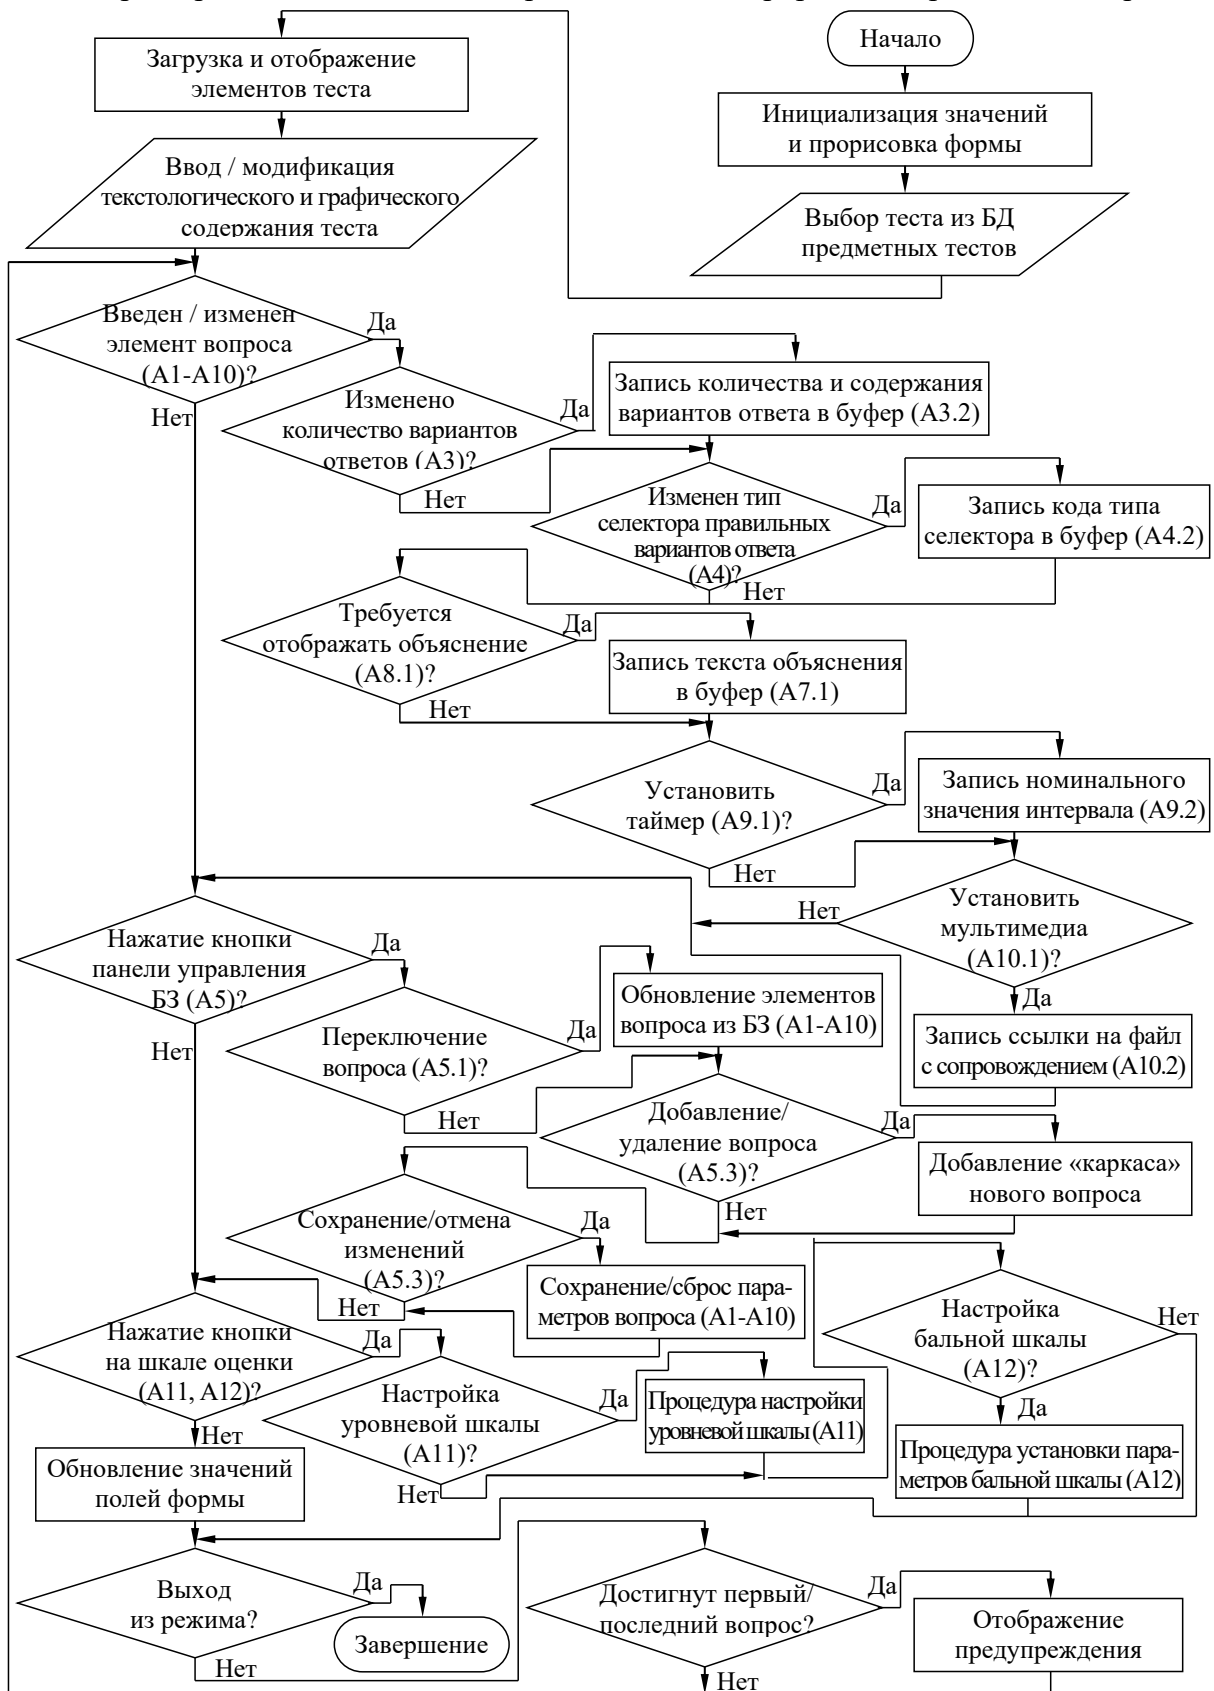 Начало
Загрузка и отображение
элементов теста
Инициализация значений
и прорисовка формы
Ввод / модификация
текстологического и графического
содержания теста
Выбор теста из БД
предметных тестов
Введен / изменен
элемент вопроса
(А1-А10)?
Да
Нет
Изменено
количество вариантов
ответов (А3)?
Да
Нет
Запись количества и содержания
вариантов ответа в буфер (А3.2)
Изменен тип
селектора правильных
вариантов ответа
(А4)?
Да
Нет
Запись кода типа
селектора в буфер (А4.2)
Требуется
отображать объяснение
(А8.1)?
Да
Нет
Запись текста объяснения
в буфер (А7.1)
Установить
таймер (А9.1)?
Да
Нет
Запись номинального
значения интервала (А9.2)
Установить
мультимедиа
(А10.1)?
Нет
Да
Запись ссылки на файл
с сопровождением (А10.2)
Нажатие кнопки
панели управления
БЗ (А5)?
Да
Нет
Переключение
вопроса (А5.1)?
Да
Нет
Обновление элементов
вопроса из БЗ (А1-А10)
Добавление/
удаление вопроса
(А5.3)?
Да
Нет
Добавление «каркаса»
нового вопроса
Сохранение/отмена
изменений
(А5.3)?
Да
Нет
Сохранение/сброс пара-
метров вопроса (А1-А10)
Настройка
бальной шкалы
(А12)?
Нет
Да
Нажатие кнопки
на шкале оценки
(А11, А12)?
Да
Нет
Настройка
уровневой шкалы
(А11)?
Да
Нет
Процедура настройки
уровневой шкалы (А11)
Процедура установки пара-
метров бальной шкалы (А12)
Обновление значений
полей формы
Выход
из режима?
Да
Нет
Завершение
Достигнут первый/
последний вопрос?
Да
Нет
Отображение
предупреждения